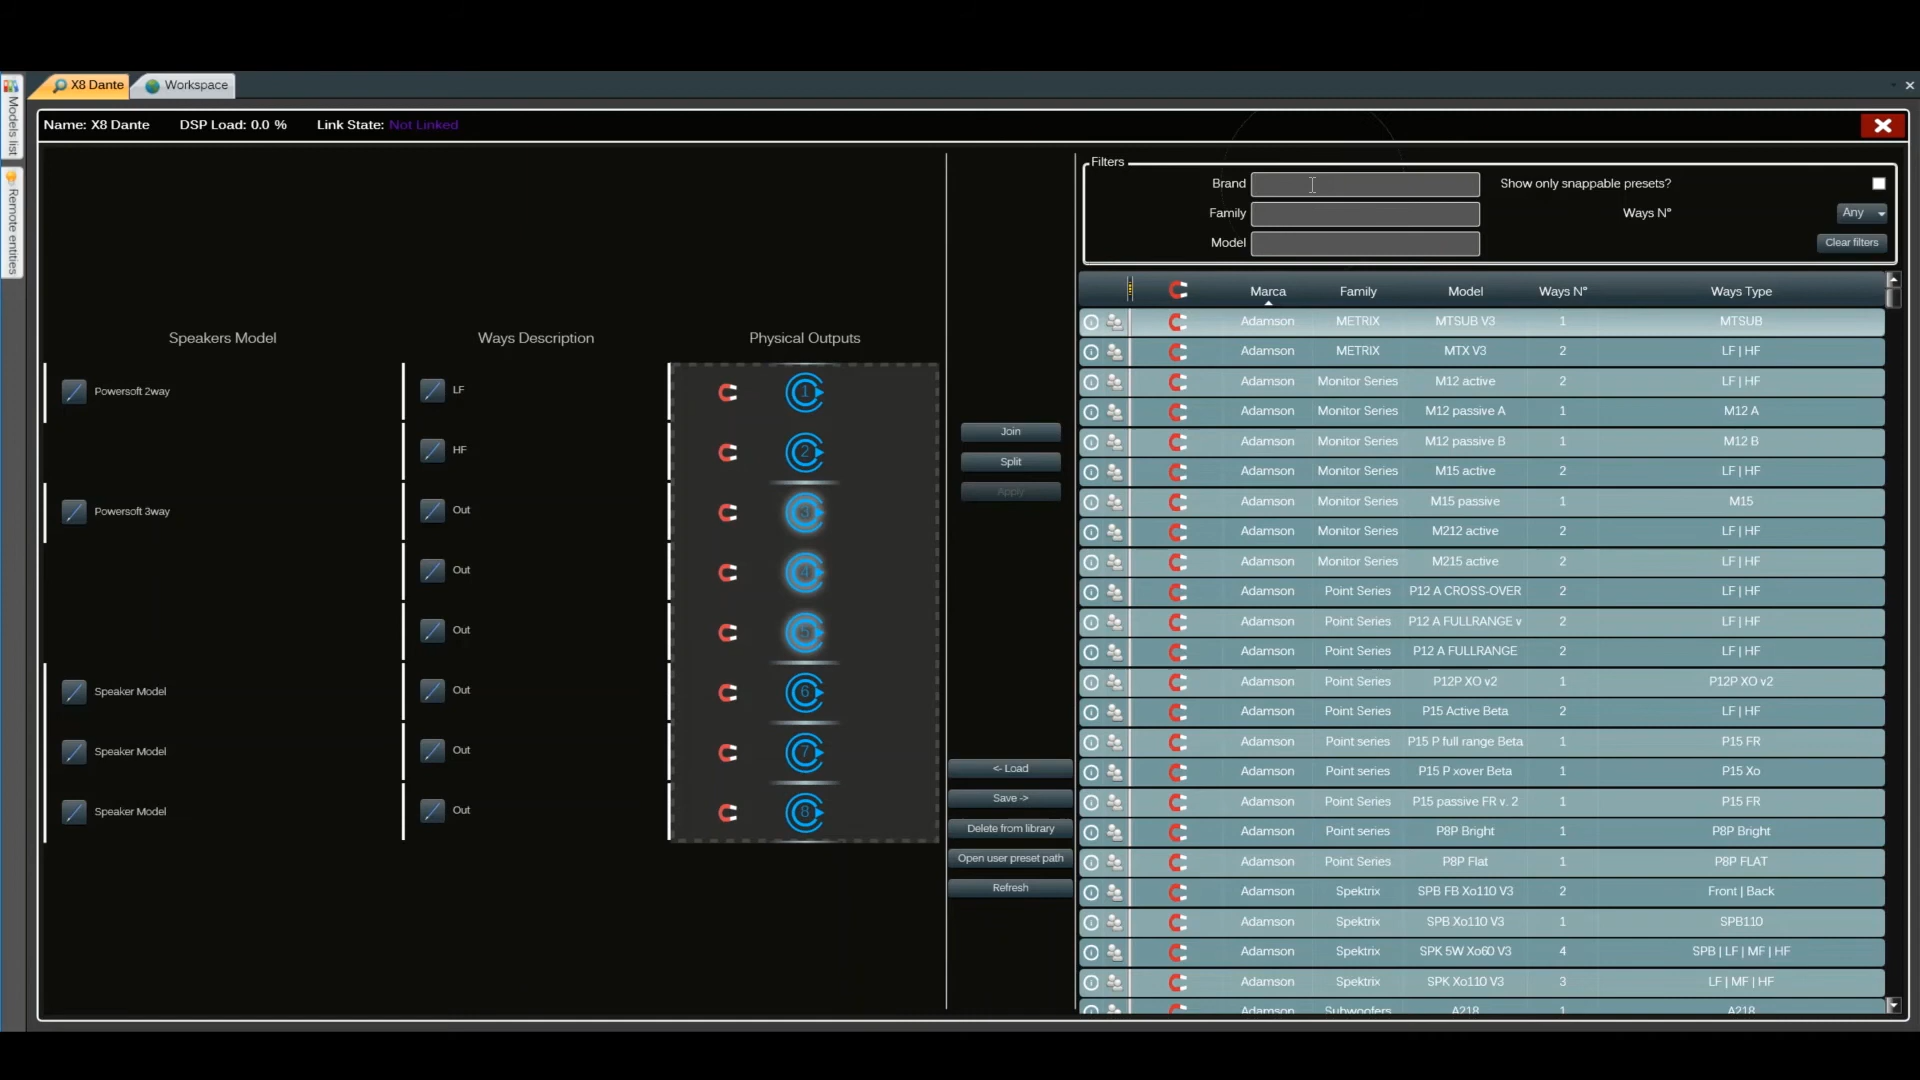 X8 Dante Workspace
Models list
Remote entities
Name: X8 Dante DSP Load: 0.0 % Link State: Not Linked
Filters
Brand Show only snappable presets?
Family Ways N° Any
Model Clear filters
Speakers Model Ways Description Physical Outputs
Powersoft 2way LF 1
HF 2
Powersoft 3way Out 3
Out 4
Out 5
Speaker Model Out 6
Speaker Model Out 7
Speaker Model Out 8
Join
Split
Apply
<- Load
Save ->
Delete from library
Open user preset path
Refresh
Marca Family Model Ways N° Ways Type
Adamson METRIX MTSUB V3 1 MTSUB
Adamson METRIX MTX V3 2 LF | HF
Adamson Monitor Series M12 active 2 LF | HF
Adamson Monitor Series M12 passive A 1 M12 A
Adamson Monitor Series M12 passive B 1 M12 B
Adamson Monitor Series M15 active 2 LF | HF
Adamson Monitor Series M15 passive 1 M15
Adamson Monitor Series M212 active 2 LF | HF
Adamson Monitor Series M215 active 2 LF | HF
Adamson Point Series P12 A CROSS-OVER 2 LF | HF
Adamson Point Series P12 A FULLRANGE v 2 LF | HF
Adamson Point Series P12 A FULLRANGE 2 LF | HF
Adamson Point Series P12P XO v2 1 P12P XO v2
Adamson Point Series P15 Active Beta 2 LF | HF
Adamson Point series P15 P full range Beta 1 P15 FR
Adamson Point series P15 P xover Beta 1 P15 Xo
Adamson Point Series P15 passive FR v. 2 1 P15 FR
Adamson Point series P8P Bright 1 P8P Bright
Adamson Point Series P8P Flat 1 P8P FLAT
Adamson Spektrix SPB FB Xo110 V3 2 Front | Back
Adamson Spektrix SPB Xo110 V3 1 SPB110
Adamson Spektrix SPK 5W Xo60 V3 4 SPB | LF | MF | HF
Adamson Spektrix SPK Xo110 V3 3 LF | MF | HF
Adamson Subwoofers A218 1 A218